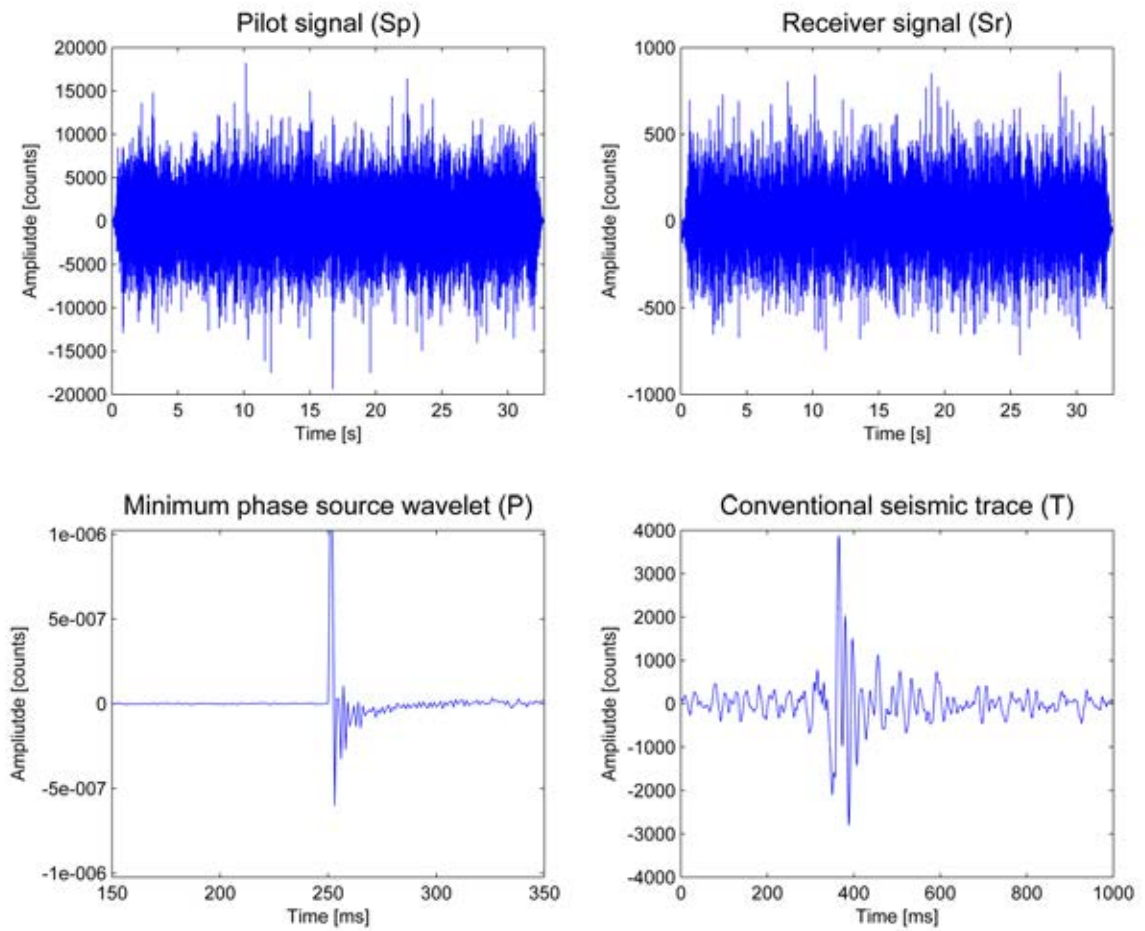 Pilot signal (Sp)
Ampliutde [counts]
20000
15000
10000
5000
0
-5000
-10000
-15000
-20000
0 5 10 15 20 25 30
Time [s]
Receiver signal (Sr)
Ampliutde [counts]
1000
500
0
-500
-1000
0 5 10 15 20 25 30
Time [s]
Minimum phase source wavelet (P)
Ampliutde [counts]
1e-006
5e-007
0
-5e-007
-1e-006
150 200 250 300 350
Time [ms]
Conventional seismic trace (T)
Ampliutde [counts]
4000
3000
2000
1000
0
-1000
-2000
-3000
-4000
0 200 400 600 800 1000
Time [ms]